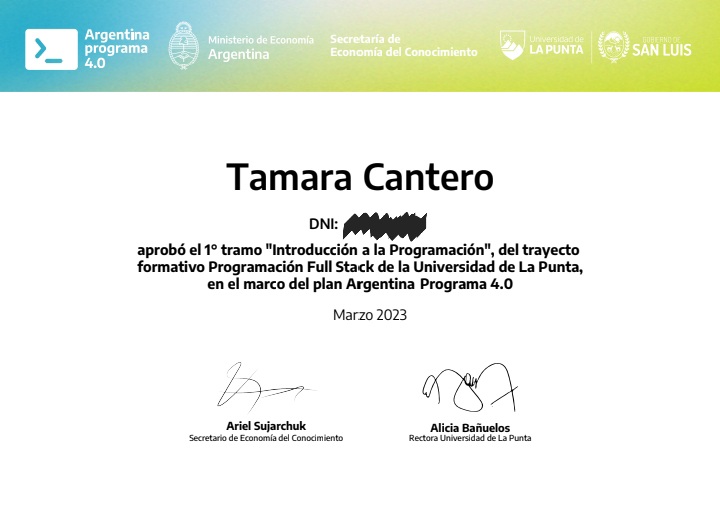 Argentina
programa
4.0
Ministerio de Economía
Argentina
Secretaría de
Economía del Conocimiento
Universidad de
LA PUNTA
GOBIERNO DE
SAN LUIS
Tamara Cantero
DNI:
aprobó el 1° tramo "Introducción a la Programación", del trayecto
formativo Programación Full Stack de la Universidad de La Punta,
en el marco del plan Argentina Programa 4.0
Marzo 2023
Ariel Sujarchuk
Secretario de Economía del Conocimiento
Alicia Bañuelos
Rectora Universidad de La Punta